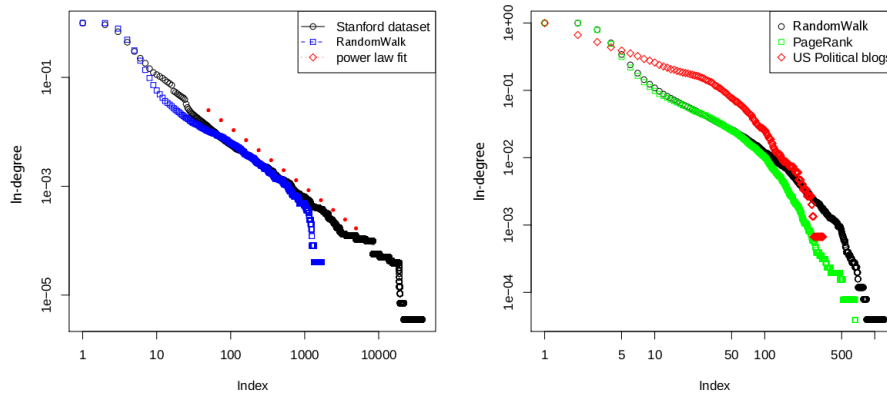 Stanford dataset
RandomWalk
power law fit
In-degree
1e-01
1e-03
1e-05
1 10 100 1000 10000
Index
RandomWalk
PageRank
US Political blogs
In-degree
1e+00
1e-01
1e-02
1e-03
1e-04
1 5 10 50 100 500
Index